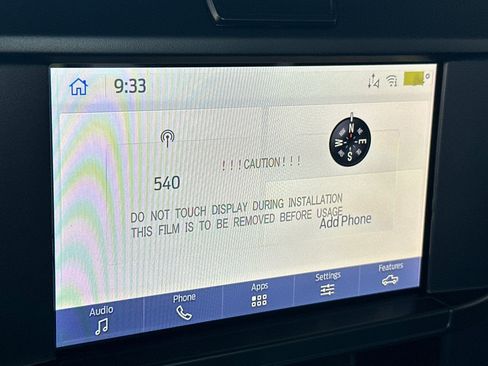 9:33
N
W E
S
540
!!!CAUTION!!!
DO NOT TOUCH DISPLAY DURING INSTALLATION
THIS FILM IS TO BE REMOVED BEFORE USAGE
Add Phone
Audio Phone Apps Settings Features